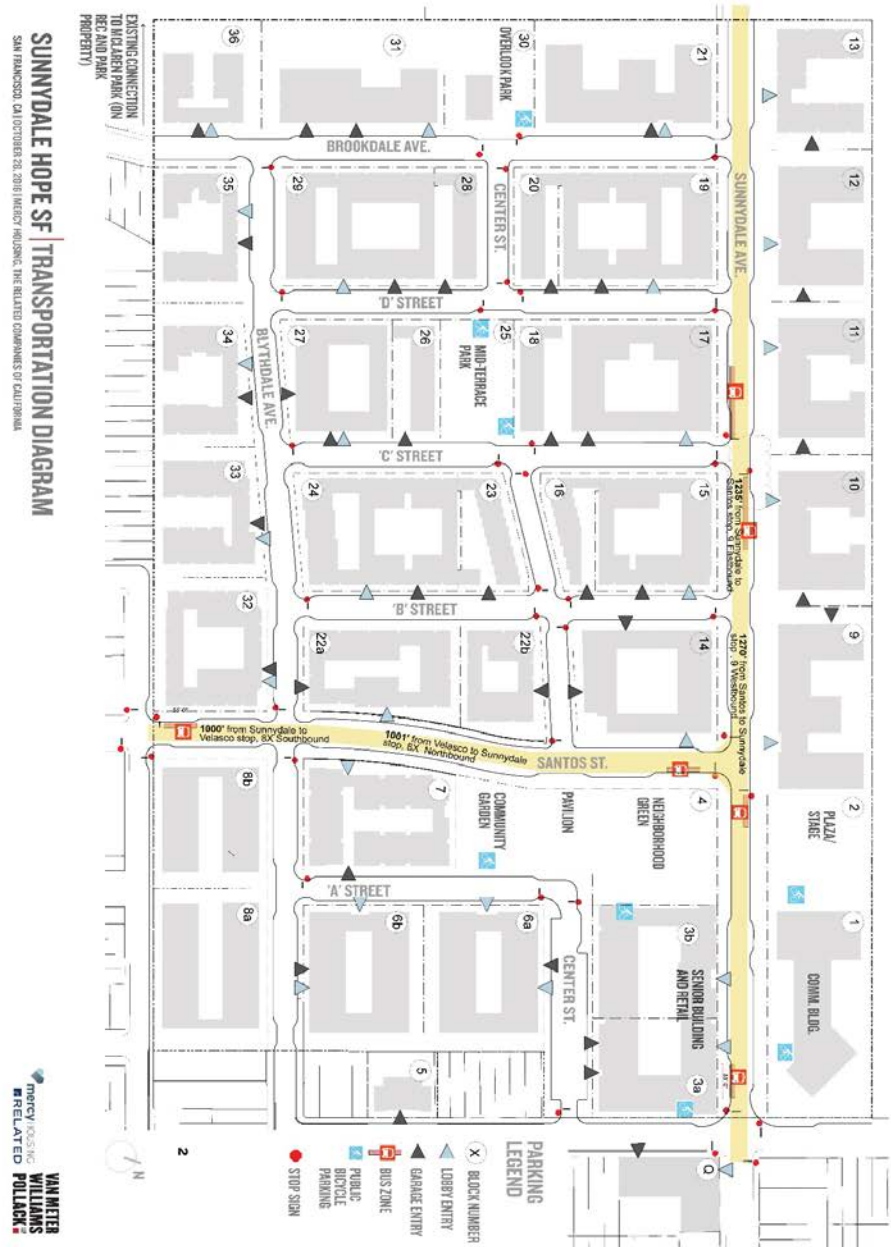 SUNNYDALE HOPE SF | TRANSPORTATION DIAGRAM
SAN FRANCISCO, CA | OCTOBER 28, 2016 | MERCY HOUSING, THE RELATED COMPANIES OF CALIFORNIA
EXISTING CONNECTION
TO MCLAREN PARK (ON
REC AND PARK
PROPERTY)
13
12
11
10
9
2
PLAZA/
STAGE
1
COMM. BLDG.
SUNNYDALE AVE.
1235' from Sunnydale to
Santos stop, 9 Eastbound
1270' from Santos to Sunnydale
stop , 9 Westbound
Q
21
19
17
15
14
4
NEIGHBORHOOD
GREEN
3b
SENIOR BUILDING
AND RETAIL
3a
30
OVERLOOK PARK
20
18
16
PAVILION
CENTER ST.
CENTER ST.
25
MID-TERRACE
PARK
31
28
26
23
22b
COMMUNITY
GARDEN
6a
29
27
24
22a
7
6b
5
BROOKDALE AVE.
'D' STREET
'C' STREET
'B' STREET
SANTOS ST.
'A' STREET
1001' from Velasco to Sunnydale
stop, 8X Northbound
1000' from Sunnydale to
Velasco stop, 8X Southbound
BLYTHDALE AVE.
36
35
34
33
32
8b
8a
PARKING
LEGEND
X BLOCK NUMBER
LOBBY ENTRY
GARAGE ENTRY
BUS ZONE
PUBLIC
BICYCLE
PARKING
STOP SIGN
2
N
mercy HOUSING
RELATED
VAN METER
WILLIAMS
POLLACK LLP